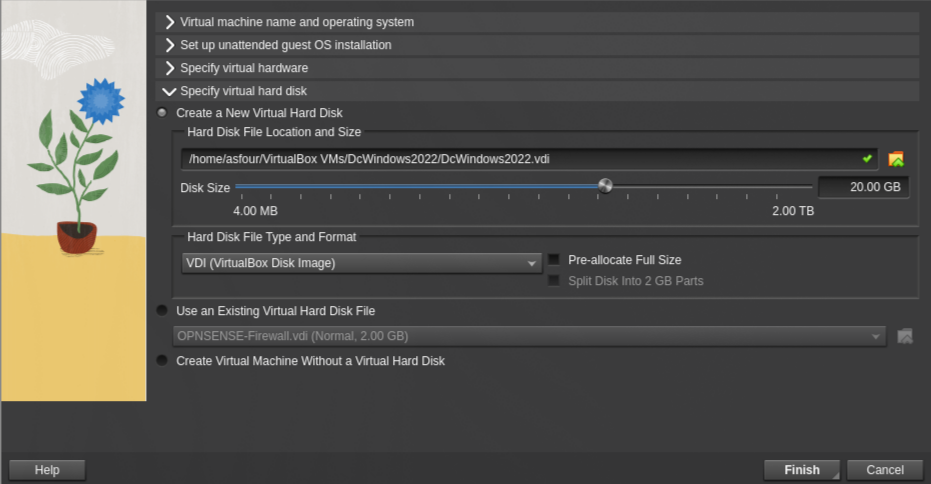 Virtual machine name and operating system
Set up unattended guest OS installation
Specify virtual hardware
Specify virtual hard disk
Create a New Virtual Hard Disk
Hard Disk File Location and Size
/home/asfour/VirtualBox VMs/DcWindows2022/DcWindows2022.vdi
Disk Size
20.00 GB
4.00 MB
2.00 TB
Hard Disk File Type and Format
VDI (VirtualBox Disk Image)
Pre-allocate Full Size
Split Disk Into 2 GB Parts
Use an Existing Virtual Hard Disk File
OPNSENSE-Firewall.vdi (Normal, 2.00 GB)
Create Virtual Machine Without a Virtual Hard Disk
Help
Finish
Cancel